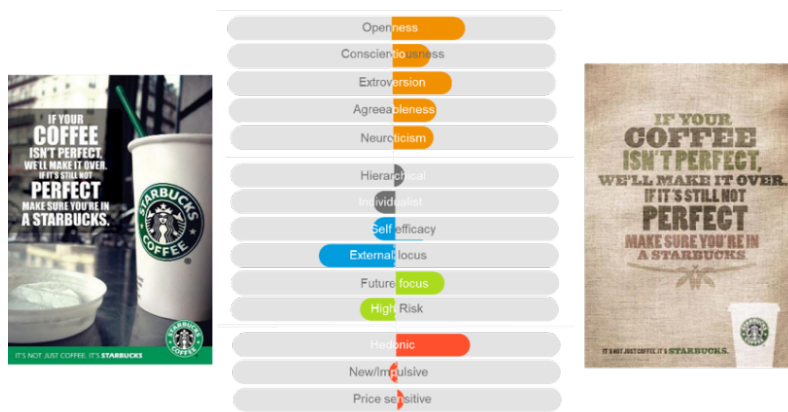 IF YOUR
COFFEE
ISN'T PERFECT,
WE'LL MAKE IT OVER.
IF IT'S STILL NOT
PERFECT
MAKE SURE YOU'RE IN
A STARBUCKS.
STARBUCKS
COFFEE
STARBUCKS
COFFEE
IT'S NOT JUST COFFEE. IT'S STARBUCKS
Openness
Conscientiousness
Extroversion
Agreeableness
Neuroticism
Hierarchical
Individualist
Self efficacy
External locus
Future focus
High Risk
Hedonic
New/Impulsive
Price sensitive
IF YOUR
COFFEE
ISN'T PERFECT,
WE'LL MAKE IT OVER.
IF IT'S STILL NOT
PERFECT
MAKE SURE YOU'RE IN
A STARBUCKS.
IT'S NOT JUST COFFEE. IT'S STARBUCKS.